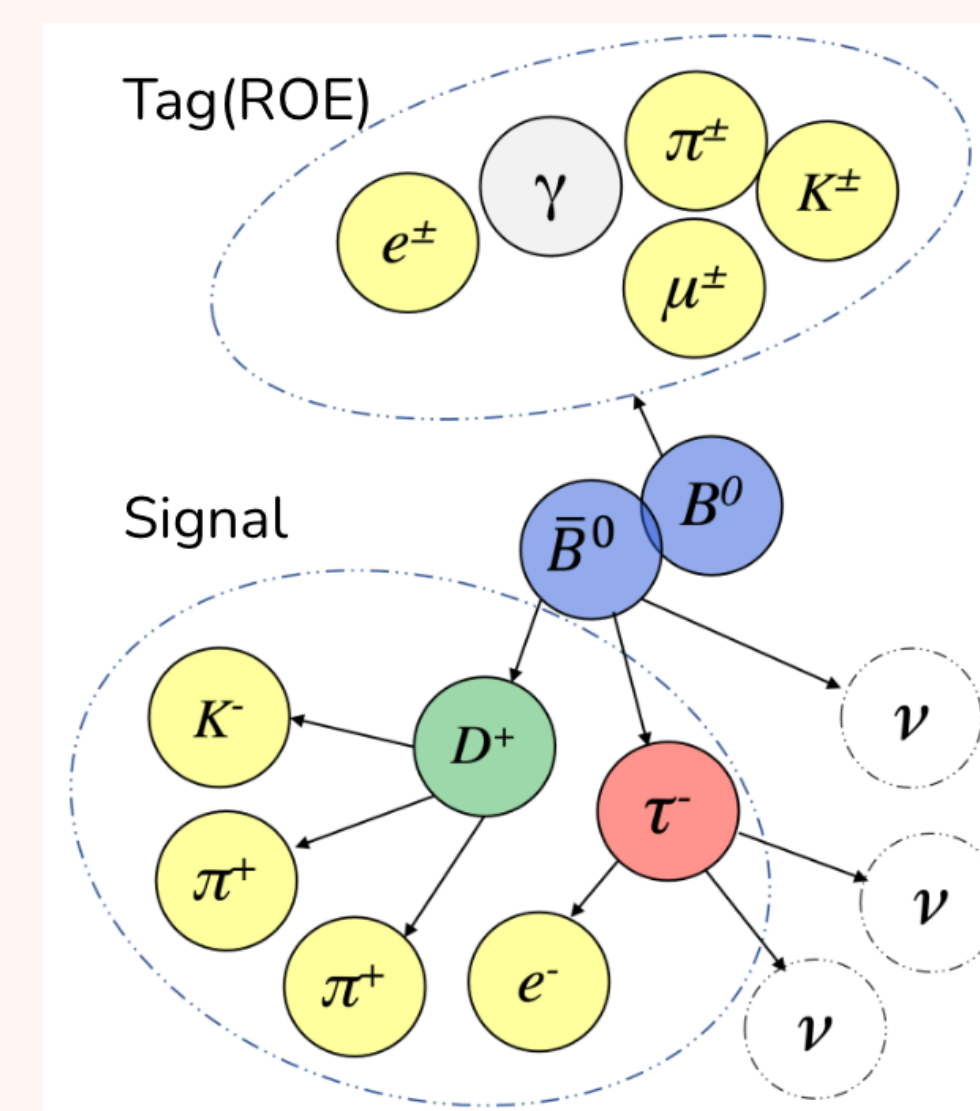 Tag(ROE)
π±
γ
K±
e±
μ±
B⁰
Signal
B̅⁰
K⁻
D⁺
ν
τ⁻
π⁺
ν
π⁺
e⁻
ν